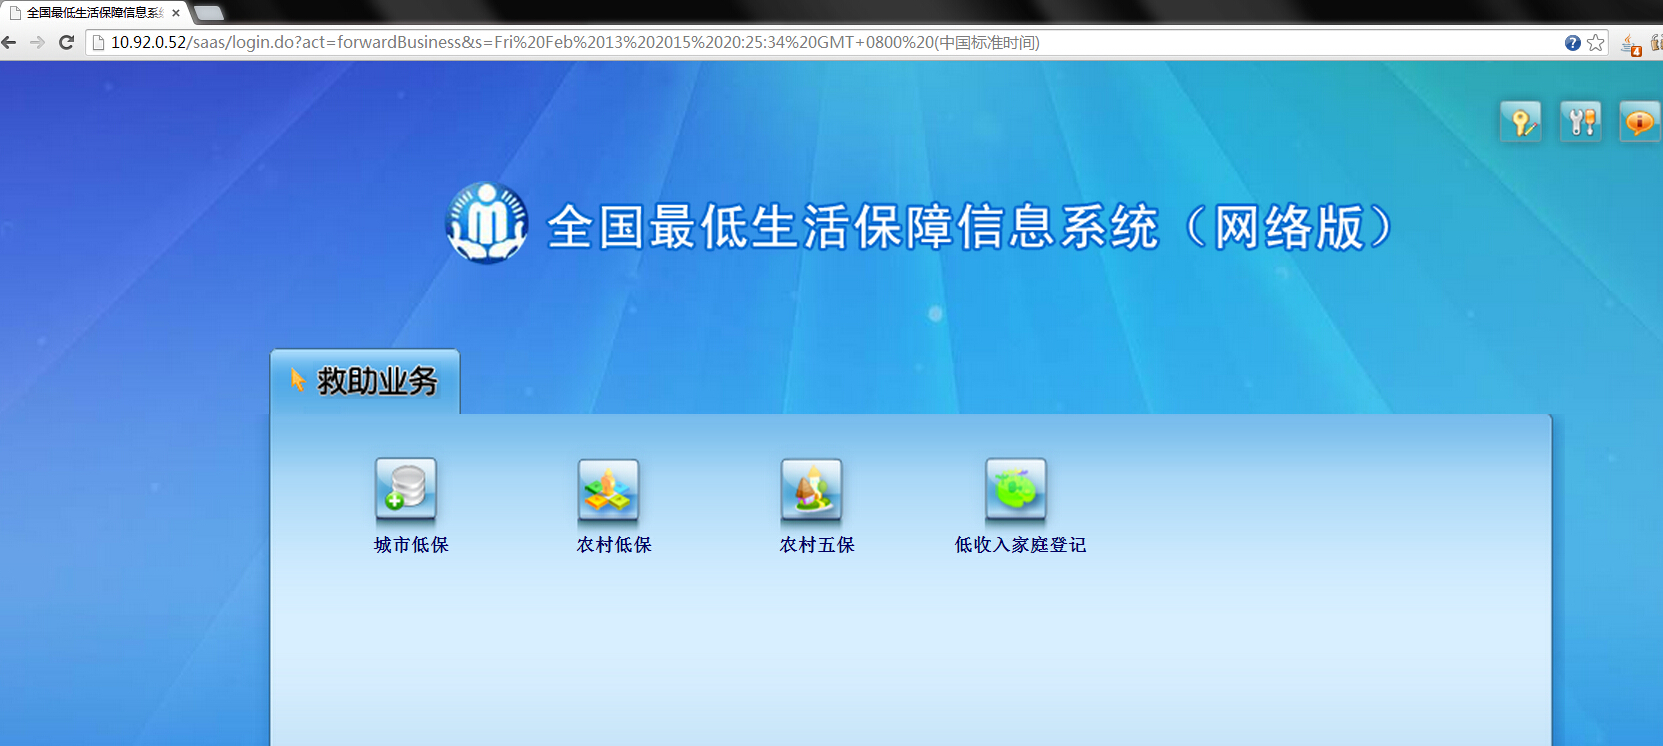 全国最低生活保障信息系
10.92.0.52/saas/login.do?act=forwardBusiness&s=Fri%20Feb%2013%202015%2020:25:34%20GMT+0800%20(中国标准时间)
4
全国最低生活保障信息系统（网络版）
救助业务
城市低保
农村低保
农村五保
低收入家庭登记